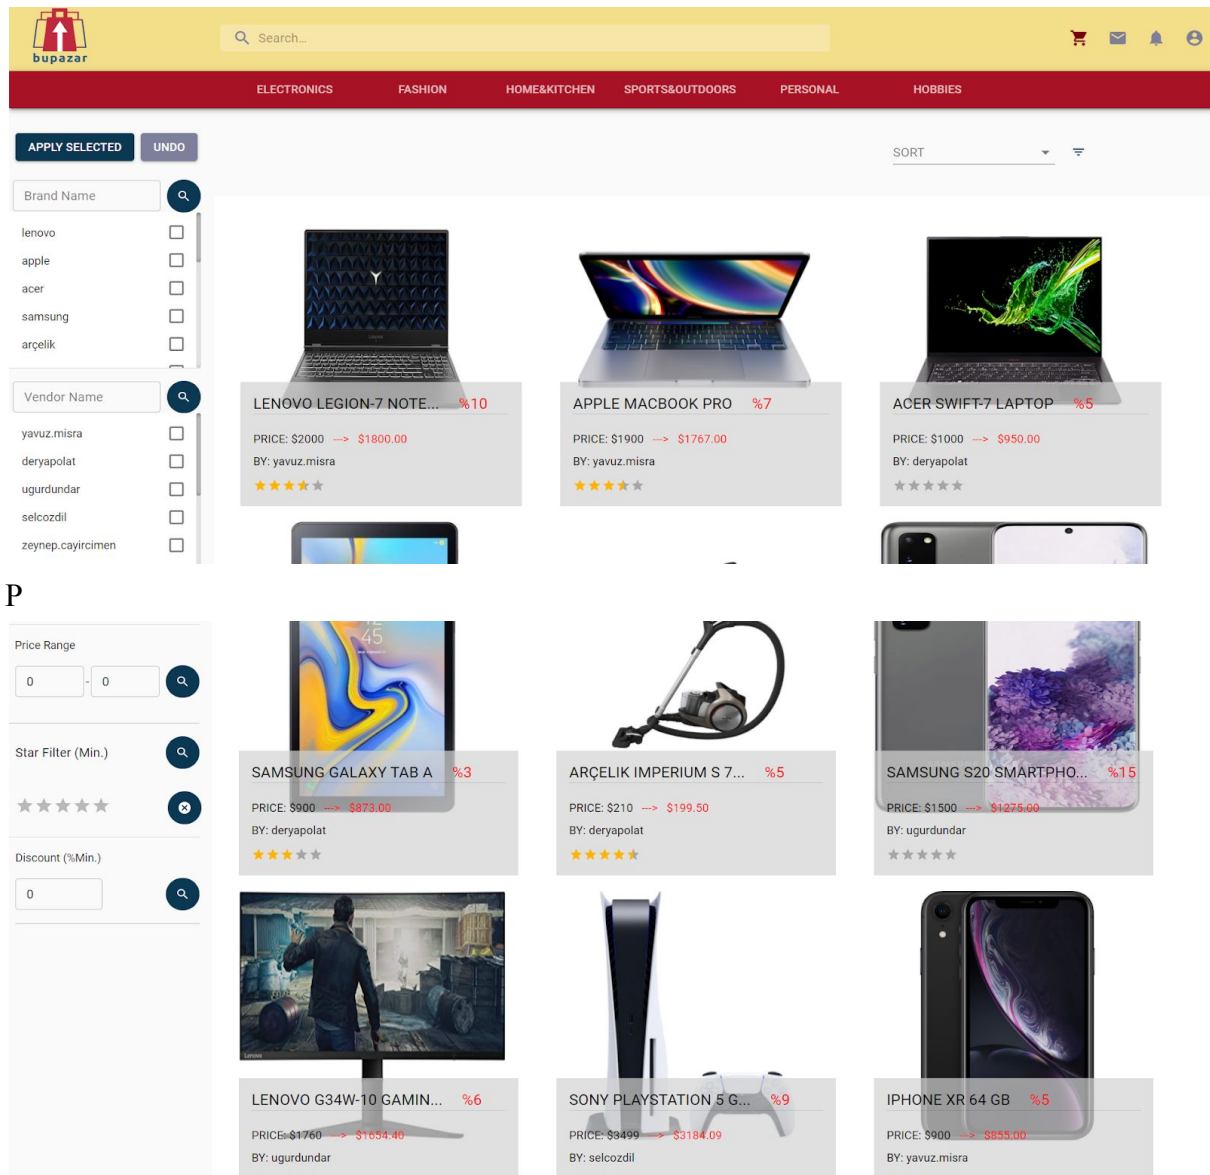 bupazar
Search...
ELECTRONICS FASHION HOME&KITCHEN SPORTS&OUTDOORS PERSONAL HOBBIES
APPLY SELECTED UNDO
SORT
Brand Name
lenovo
apple
acer
samsung
arçelik
Vendor Name
yavuz.misra
deryapolat
ugurdundar
selcozdil
zeynep.cayircimen
LENOVO LEGION-7 NOTE... %10
PRICE: $2000 ---> $1800.00
BY: yavuz.misra
APPLE MACBOOK PRO %7
PRICE: $1900 ---> $1767.00
BY: yavuz.misra
ACER SWIFT-7 LAPTOP %5
PRICE: $1000 ---> $950.00
BY: deryapolat
P
Price Range
0 - 0
Star Filter (Min.)
Discount (%Min.)
0
45
SAMSUNG GALAXY TAB A %3
PRICE: $900 ---> $873.00
BY: deryapolat
ARÇELIK IMPERIUM S 7... %5
PRICE: $210 ---> $199.50
BY: deryapolat
SAMSUNG S20 SMARTPHO... %15
PRICE: $1500 ---> $1275.00
BY: ugurdundar
Lenovo
LENOVO G34W-10 GAMIN... %6
PRICE: $1760 ---> $1654.40
BY: ugurdundar
SONY PLAYSTATION 5 G... %9
PRICE: $3499 ---> $3184.09
BY: selcozdil
IPHONE XR 64 GB %5
PRICE: $900 ---> $855.00
BY: yavuz.misra